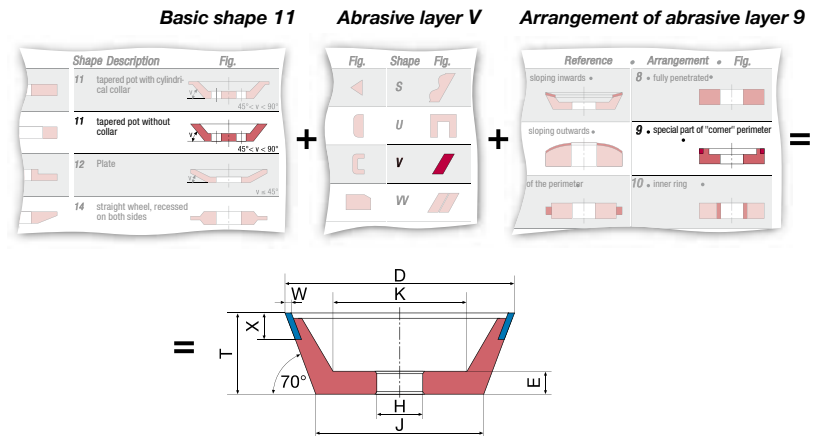 Basic shape 11
Abrasive layer V
Arrangement of abrasive layer 9
Shape Description Fig.
11 tapered pot with cylindri-
cal collar
v
45°< v < 90°
11 tapered pot without
collar
v
45°< v < 90°
12 Plate
v
v ≤ 45°
14 straight wheel, recessed
on both sides
+
Fig. Shape Fig.
S
U
V
W
+
Reference • Arrangement • Fig.
sloping inwards •
8 • fully penetrated•
sloping outwards •
9 • special part of "corner" perimeter
•
of the perimeter
10 • inner ring •
=
=
D
W
K
X
T
70°
E
H
J